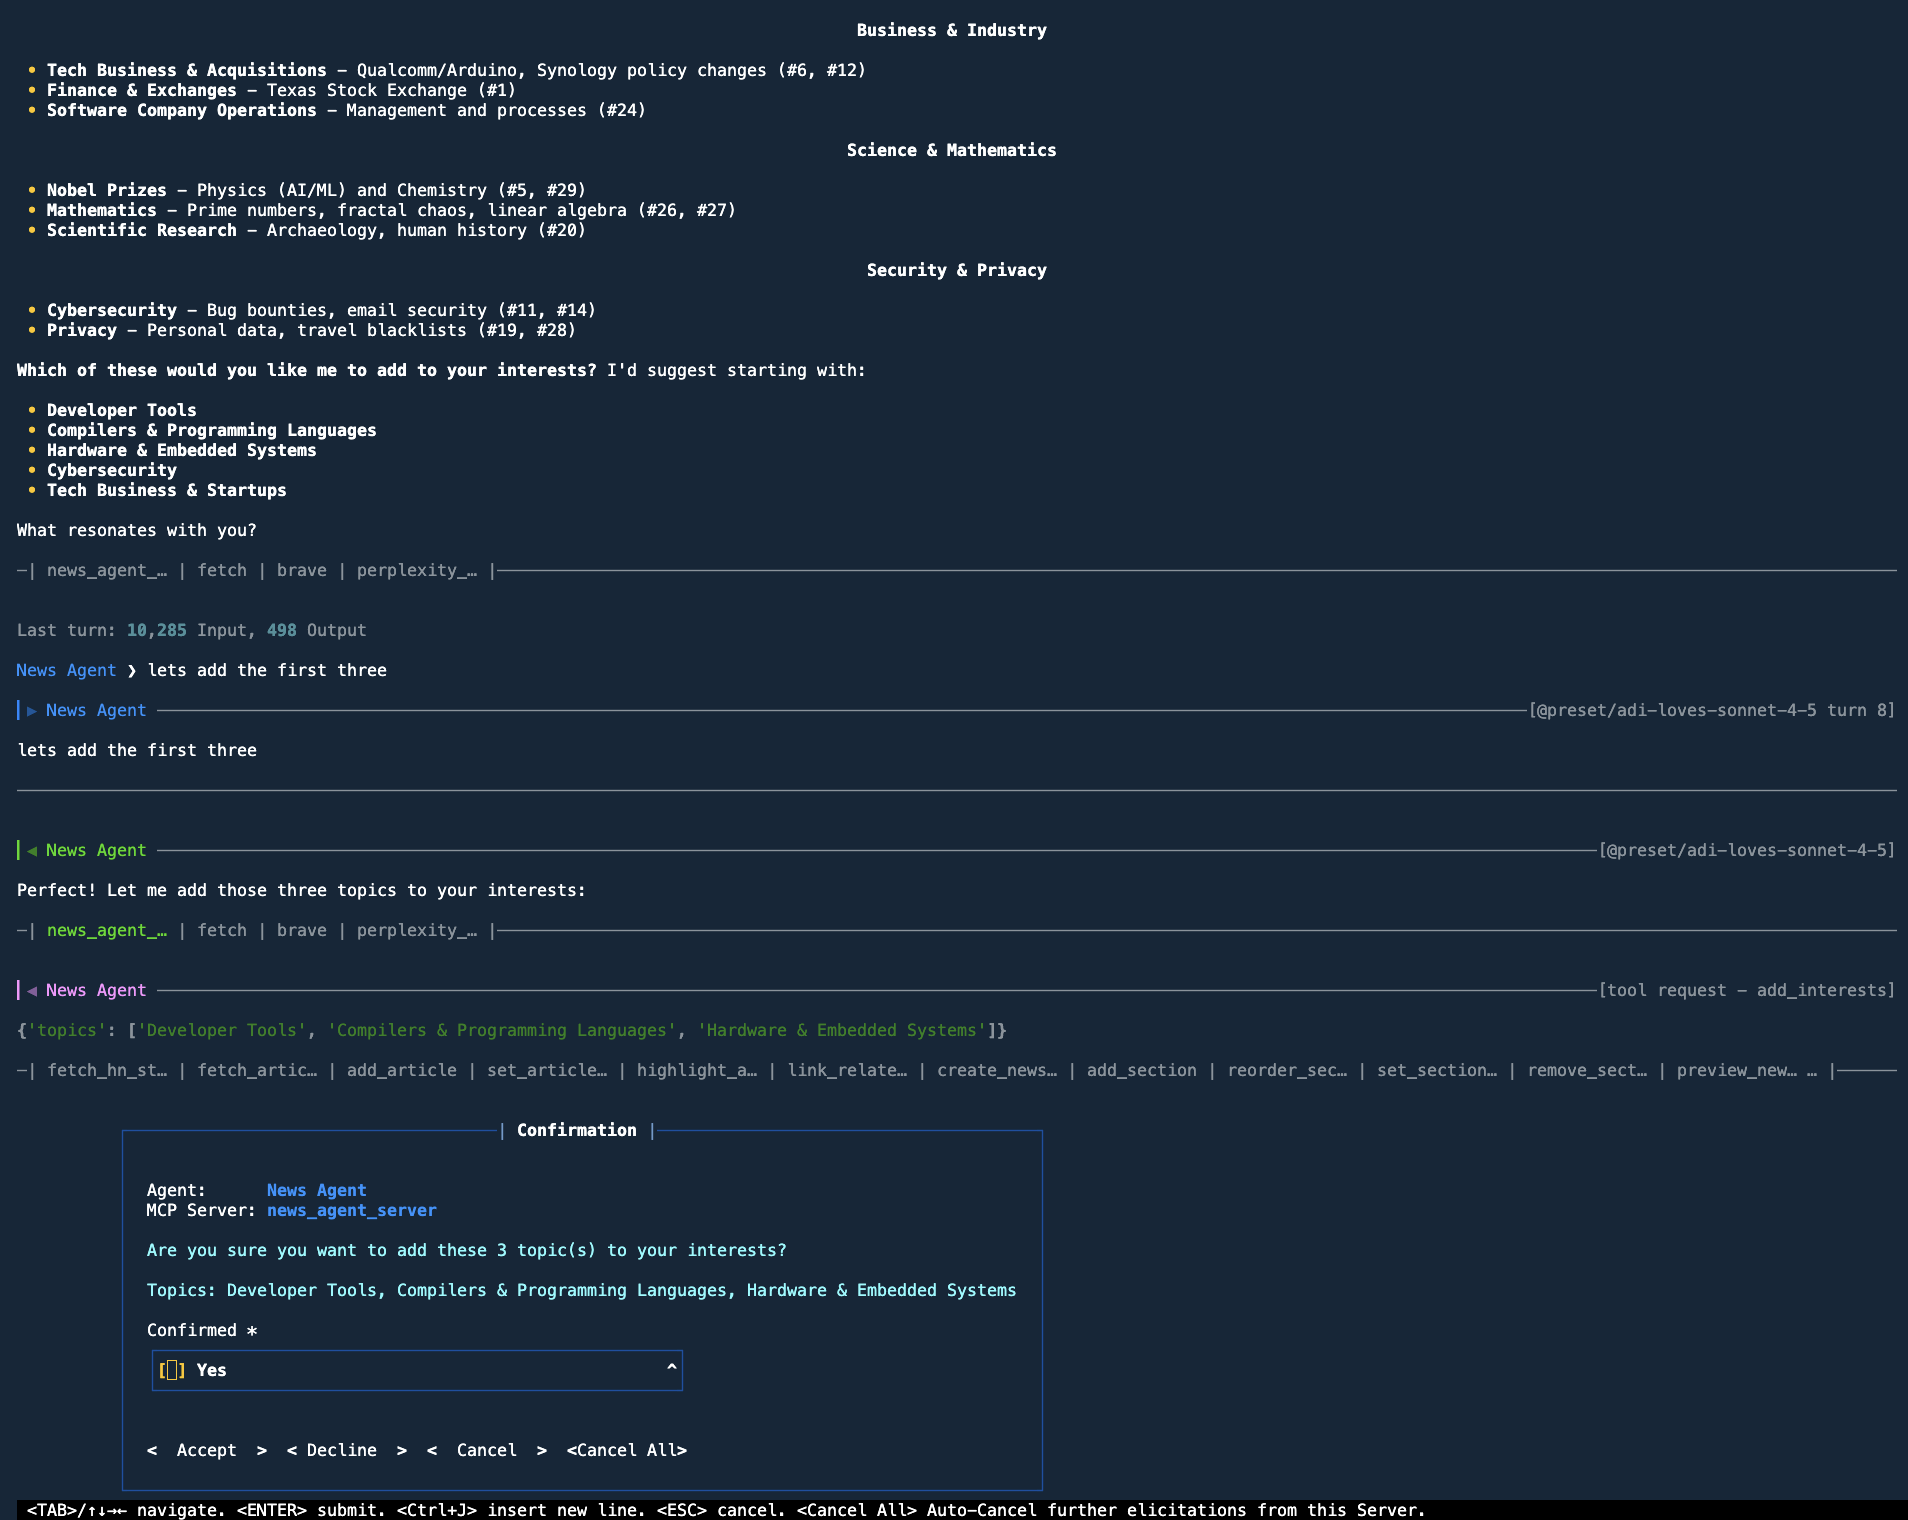 Business & Industry
• Tech Business & Acquisitions – Qualcomm/Arduino, Synology policy changes (#6, #12)
• Finance & Exchanges – Texas Stock Exchange (#1)
• Software Company Operations – Management and processes (#24)
Science & Mathematics
• Nobel Prizes – Physics (AI/ML) and Chemistry (#5, #29)
• Mathematics – Prime numbers, fractal chaos, linear algebra (#26, #27)
• Scientific Research – Archaeology, human history (#20)
Security & Privacy
• Cybersecurity – Bug bounties, email security (#11, #14)
• Privacy – Personal data, travel blacklists (#19, #28)
Which of these would you like me to add to your interests? I'd suggest starting with:
• Developer Tools
• Compilers & Programming Languages
• Hardware & Embedded Systems
• Cybersecurity
• Tech Business & Startups
What resonates with you?
─| news_agent_… | fetch | brave | perplexity_… |─
Last turn: 10,285 Input, 498 Output
News Agent ❯ lets add the first three
▶ News Agent [@preset/adi-loves-sonnet-4-5 turn 8]
lets add the first three
◀ News Agent [@preset/adi-loves-sonnet-4-5]
Perfect! Let me add those three topics to your interests:
─| news_agent_… | fetch | brave | perplexity_… |─
◀ News Agent [tool request - add_interests]
{'topics': ['Developer Tools', 'Compilers & Programming Languages', 'Hardware & Embedded Systems']}
─| fetch_hn_st… | fetch_artic… | add_article | set_article… | highlight_a… | link_relate… | create_news… | add_section | reorder_sec… | set_section… | remove_sect… | preview_new… … |─
| Confirmation |
Agent: News Agent
MCP Server: news_agent_server
Are you sure you want to add these 3 topic(s) to your interests?
Topics: Developer Tools, Compilers & Programming Languages, Hardware & Embedded Systems
Confirmed *
[ ] Yes ^
< Accept > < Decline > < Cancel > <Cancel All>
<TAB>/↑↓→← navigate. <ENTER> submit. <Ctrl+J> insert new line. <ESC> cancel. <Cancel All> Auto-Cancel further elicitations from this Server.